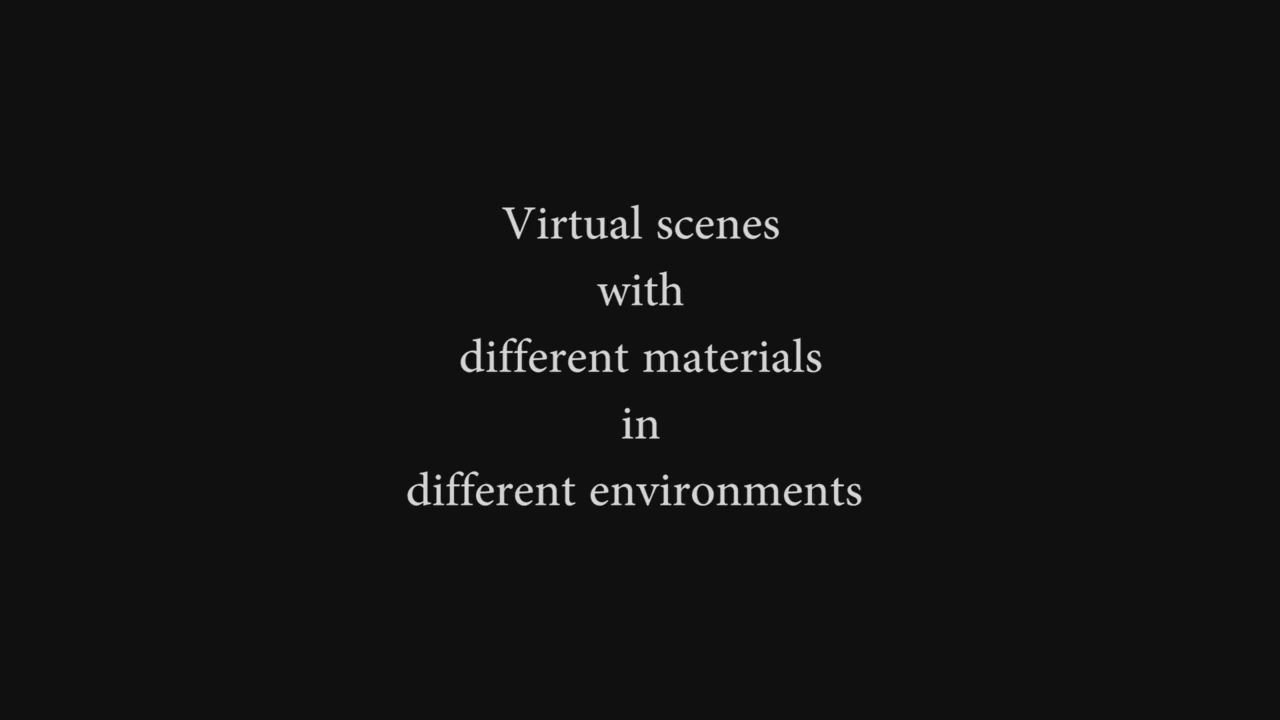 Virtual scenes
with
different materials
in
different environments